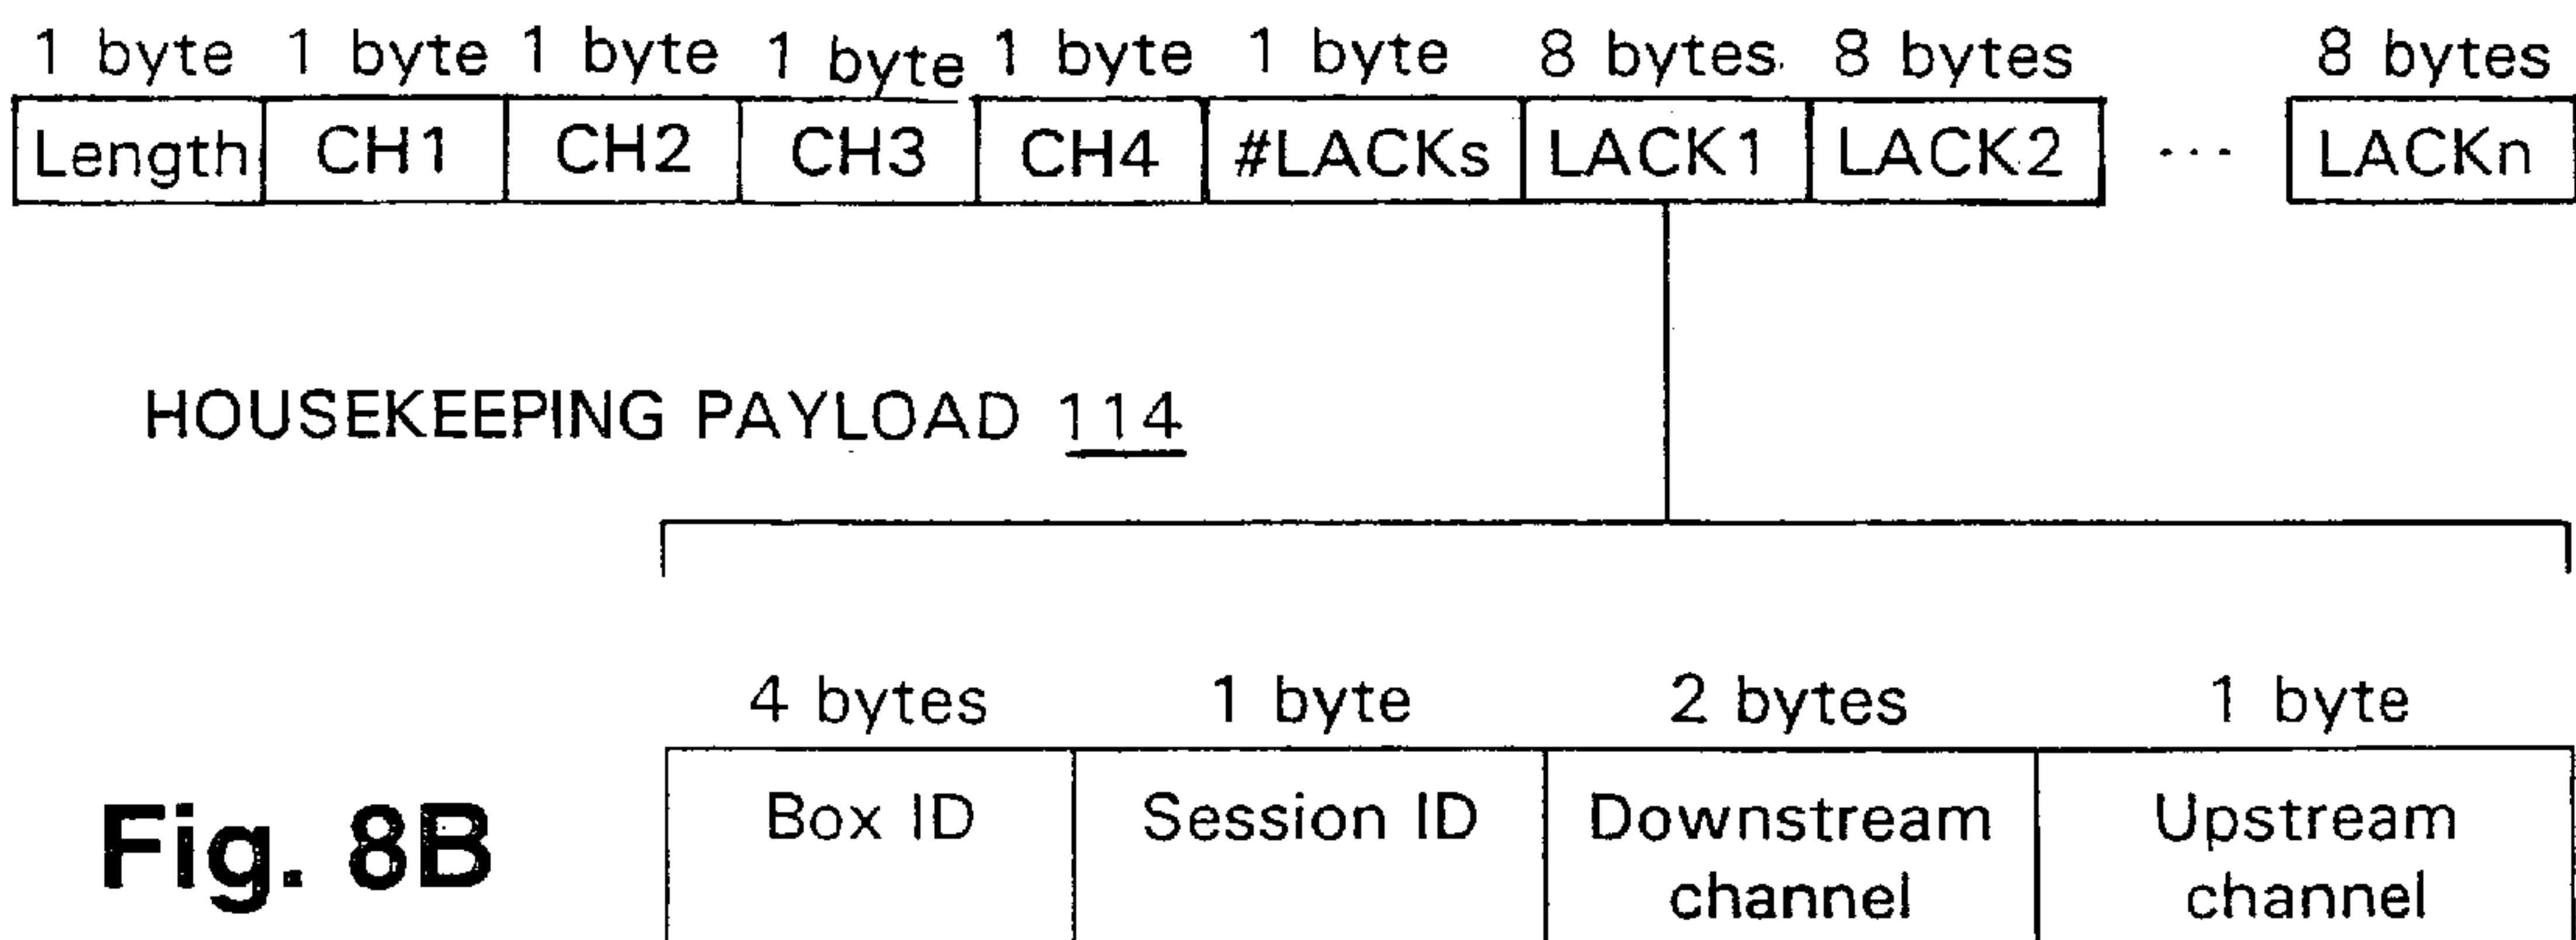 1 byte 1 byte 1 byte 1 byte 1 byte 1 byte 8 bytes 8 bytes 8 bytes
Length CH1 CH2 CH3 CH4 #LACKs LACK1 LACK2 ... LACKn
HOUSEKEEPING PAYLOAD 114
4 bytes 1 byte 2 bytes 1 byte
Box ID Session ID Downstream channel Upstream channel
Fig. 8B